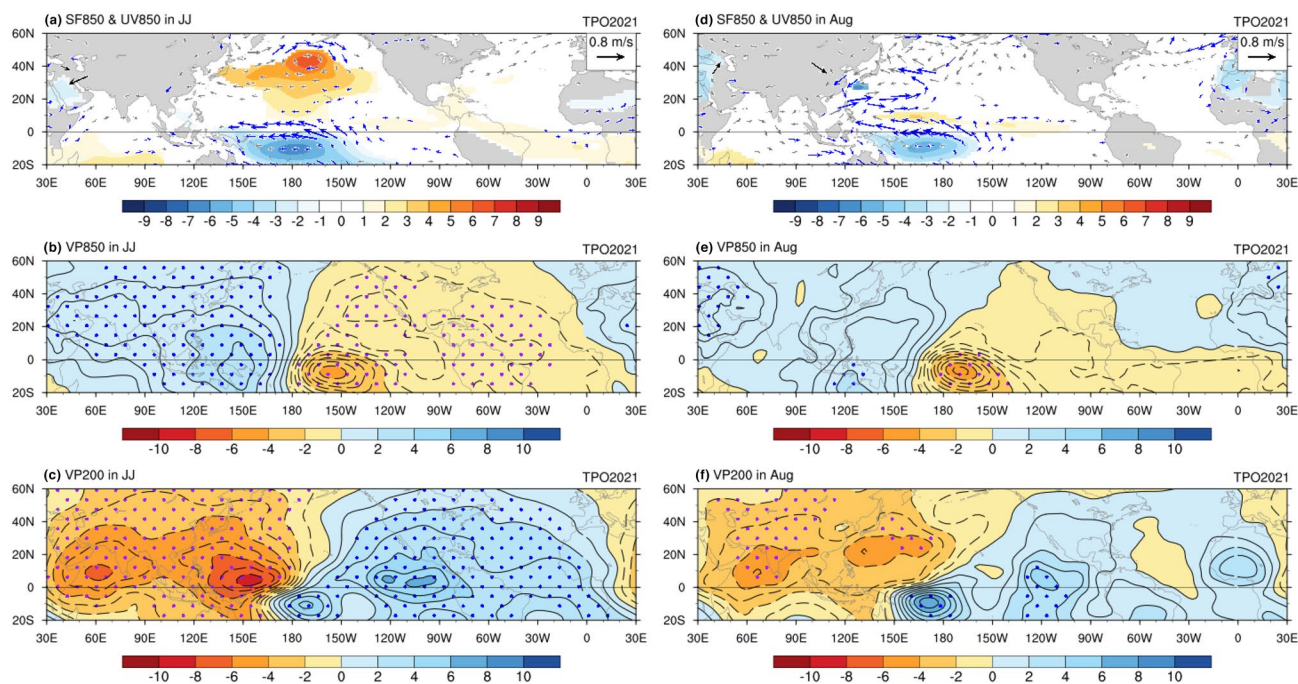 (a) SF850 & UV850 in JJ TPO2021
0.8 m/s
60N
40N
20N
0
20S
30E 60E 90E 120E 150E 180 150W 120W 90W 60W 30W 0 30E
-9 -8 -7 -6 -5 -4 -3 -2 -1 0 1 2 3 4 5 6 7 8 9
(d) SF850 & UV850 in Aug TPO2021
0.8 m/s
60N
40N
20N
0
20S
30E 60E 90E 120E 150E 180 150W 120W 90W 60W 30W 0 30E
-9 -8 -7 -6 -5 -4 -3 -2 -1 0 1 2 3 4 5 6 7 8 9
(b) VP850 in JJ TPO2021
60N
40N
20N
0
20S
30E 60E 90E 120E 150E 180 150W 120W 90W 60W 30W 0 30E
-10 -8 -6 -4 -2 0 2 4 6 8 10
(e) VP850 in Aug TPO2021
60N
40N
20N
0
20S
30E 60E 90E 120E 150E 180 150W 120W 90W 60W 30W 0 30E
-10 -8 -6 -4 -2 0 2 4 6 8 10
(c) VP200 in JJ TPO2021
60N
40N
20N
0
20S
30E 60E 90E 120E 150E 180 150W 120W 90W 60W 30W 0 30E
-10 -8 -6 -4 -2 0 2 4 6 8 10
(f) VP200 in Aug TPO2021
60N
40N
20N
0
20S
30E 60E 90E 120E 150E 180 150W 120W 90W 60W 30W 0 30E
-10 -8 -6 -4 -2 0 2 4 6 8 10